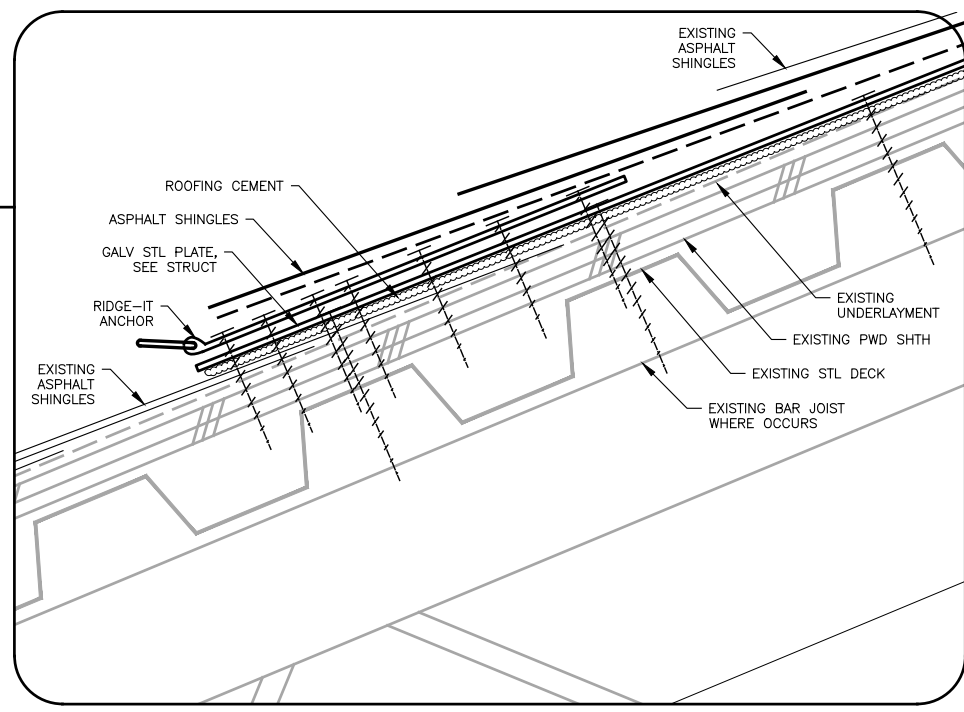 EXISTING
ASPHALT
SHINGLES
ROOFING CEMENT
ASPHALT SHINGLES
GALV STL PLATE,
SEE STRUCT
RIDGE-IT
ANCHOR
EXISTING
ASPHALT
SHINGLES
EXISTING
UNDERLAYMENT
EXISTING PWD SHTH
EXISTING STL DECK
EXISTING BAR JOIST
WHERE OCCURS